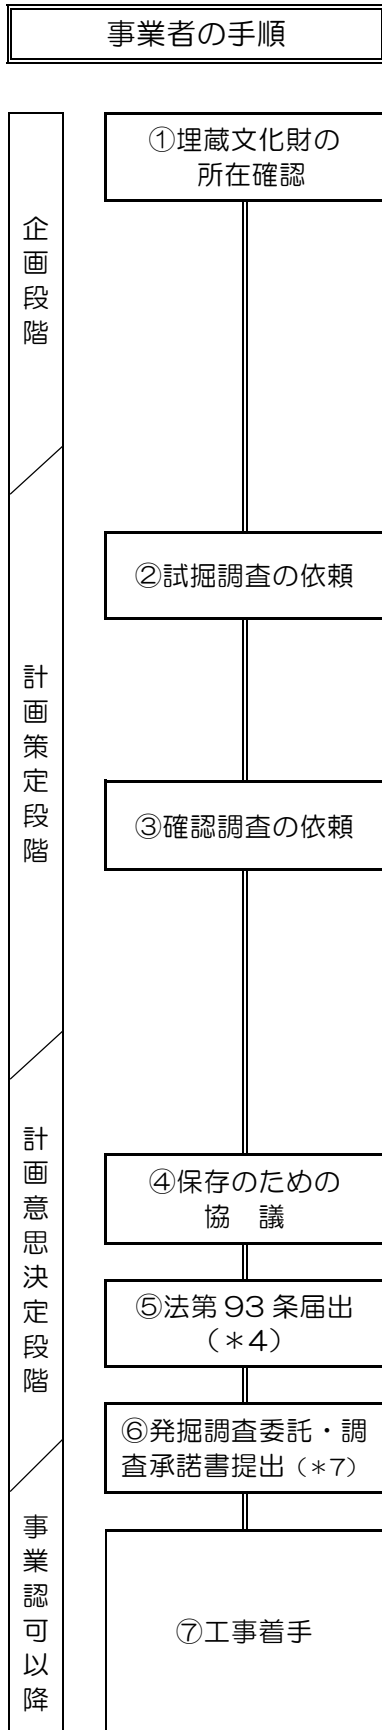 事業者の手順
企画段階
①埋蔵文化財の
所在確認
計画策定段階
②試掘調査の依頼
③確認調査の依頼
計画意思決定段階
④保存のための
協　議
⑤法第 93 条届出
（＊4）
⑥発掘調査委託・調
査承諾書提出（＊7）
事業認可以降
⑦工事着手